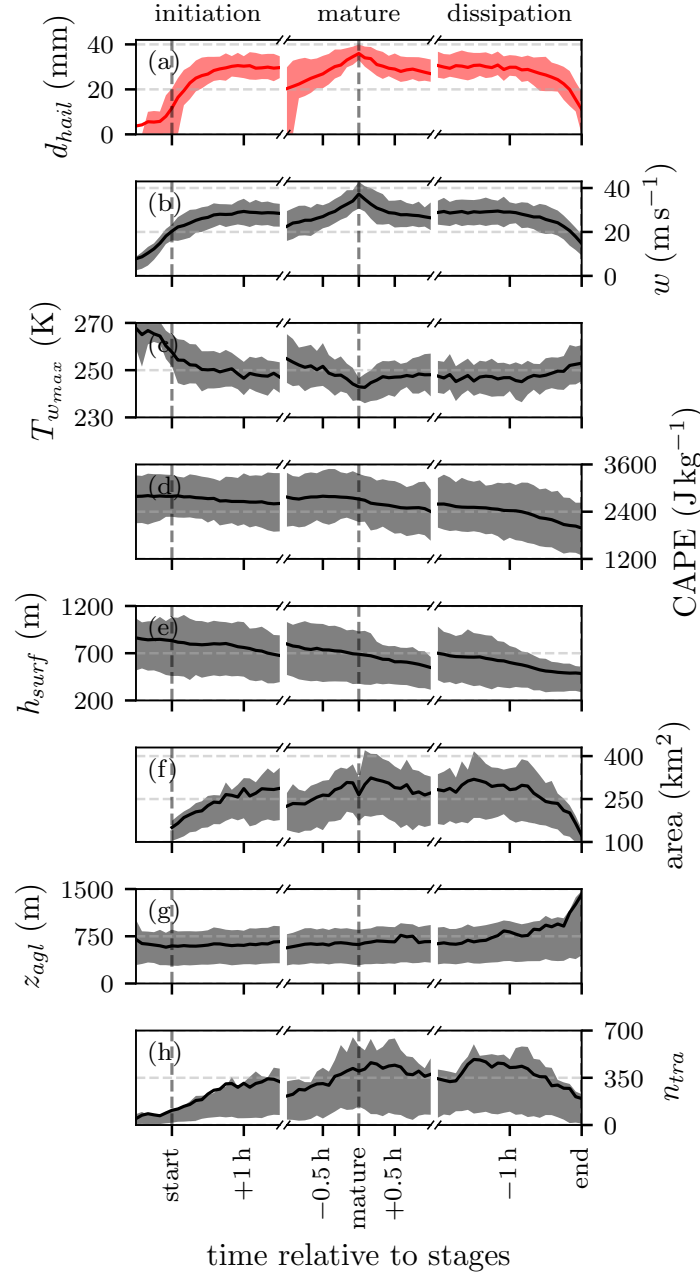 initiation mature dissipation
(a)
40
20
0
d_hail (mm)
(b)
40
20
0
w (m s⁻¹)
(c)
270
250
230
T_w_max (K)
(d)
3600
2400
1200
CAPE (J kg⁻¹)
(e)
1200
700
200
h_surf (m)
(f)
400
250
100
area (km²)
(g)
1500
750
0
z_agl (m)
(h)
700
350
0
n_tra
start
+1 h
−0.5 h
mature
+0.5 h
−1 h
end
time relative to stages